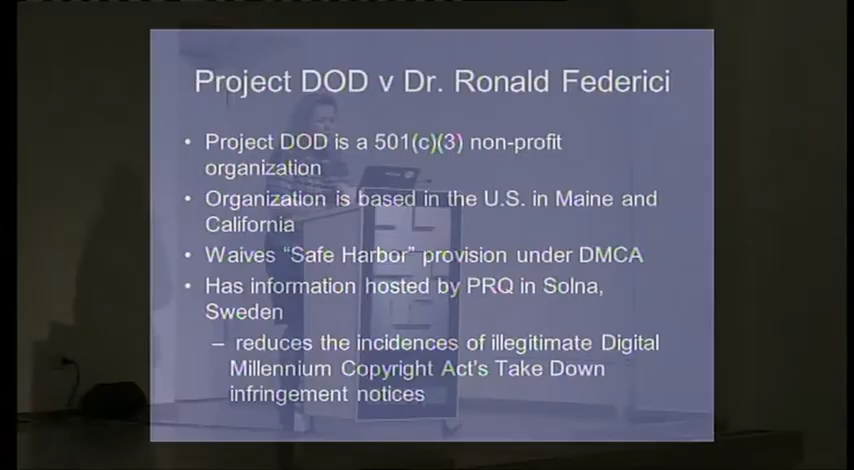 Project DOD v Dr. Ronald Federici
• Project DOD is a 501(c)(3) non-profit
organization
• Organization is based in the U.S. in Maine and
California
• Waives “Safe Harbor” provision under DMCA
• Has information hosted by PRQ in Solna,
Sweden
– reduces the incidences of illegitimate Digital
Millennium Copyright Act's Take Down
infringement notices